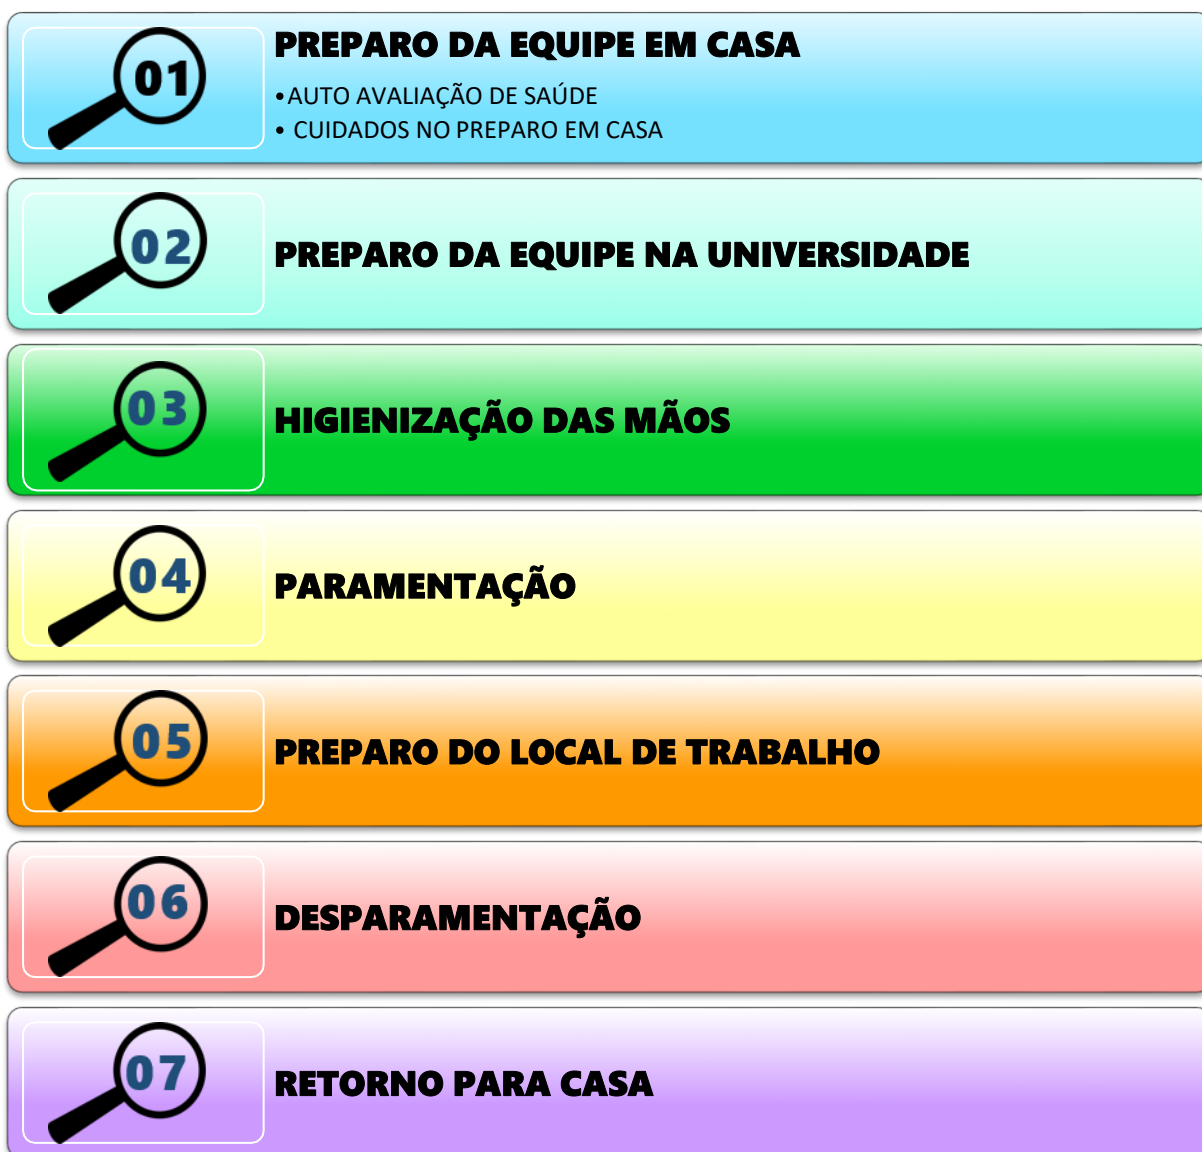 01
PREPARO DA EQUIPE EM CASA
•AUTO AVALIAÇÃO DE SAÚDE
• CUIDADOS NO PREPARO EM CASA
02
PREPARO DA EQUIPE NA UNIVERSIDADE
03
HIGIENIZAÇÃO DAS MÃOS
04
PARAMENTAÇÃO
05
PREPARO DO LOCAL DE TRABALHO
06
DESPARAMENTAÇÃO
07
RETORNO PARA CASA